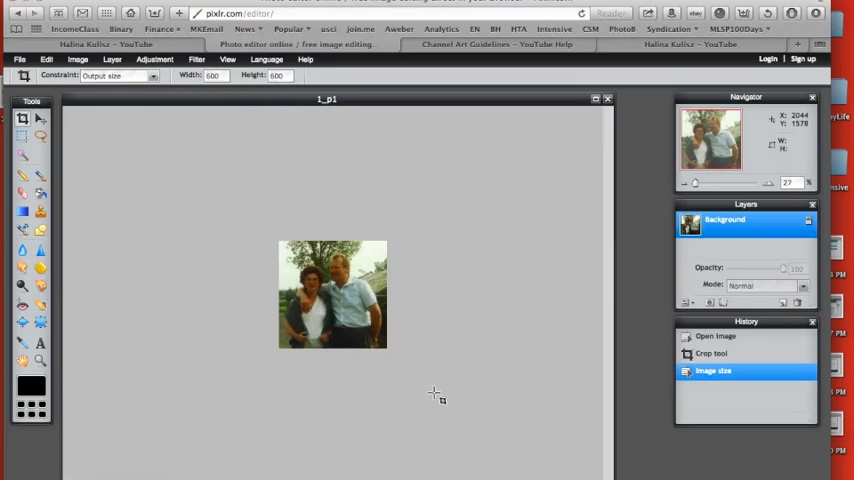 pixlr.com/editor/
Reader
IncomeClass Binary Finance MKEmail News Popular usci join.me Aweber Analytics EN BH HTA Intensive CSM PhotoB Syndication MLSP100Days
Halina Kulisz – YouTube Photo editor online / free image editing... Channel Art Guidelines – YouTube Help Halina Kulisz – YouTube
File Edit Image Layer Adjustment Filter View Language Help Login Sign up
Constraint: Output size Width: 600 Height: 600
Tools
1_p1
Navigator
X: 2044
Y: 1578
W:
H:
27 %
Layers
Background
Opacity: 100
Mode: Normal
History
Open Image
Crop tool
Image size